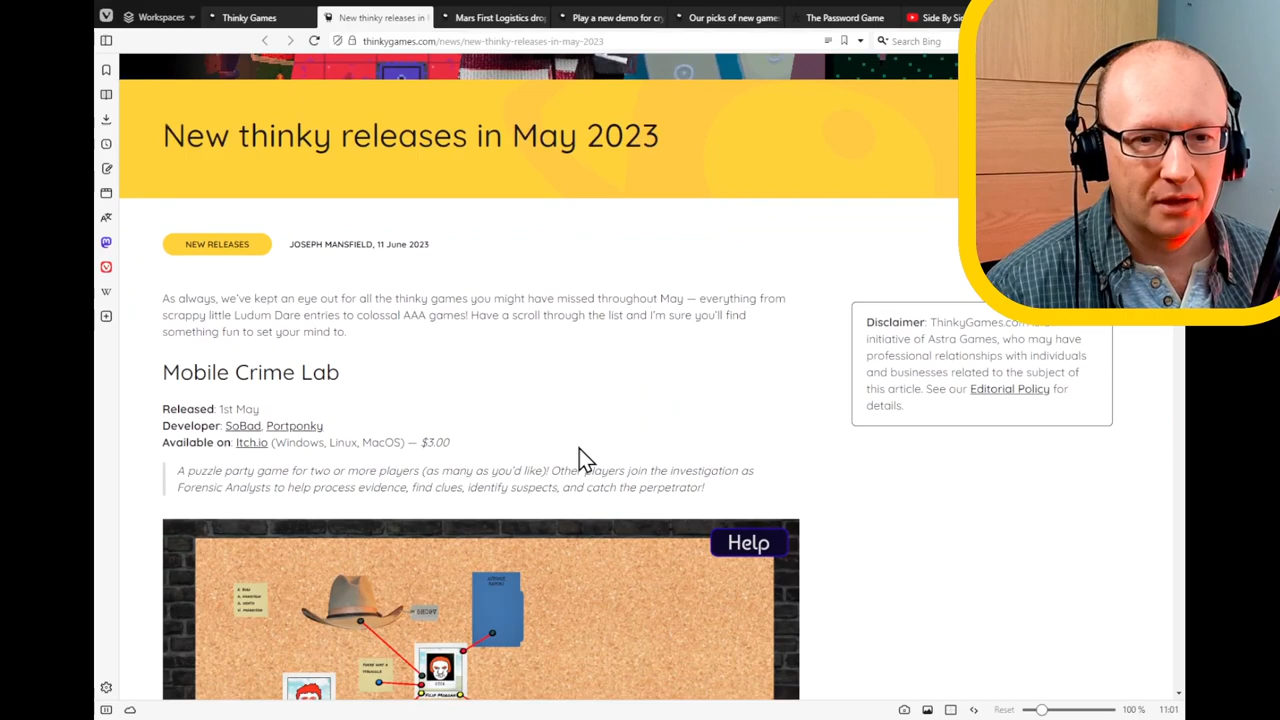 Workspaces
Thinky Games
New thinky releases in
Mars First Logistics dro
Play a new demo for cr
Our picks of new game
The Password Game
Side By Sid
thinkygames.com/news/new-thinky-releases-in-may-2023
Search Bing
New thinky releases in May 2023
NEW RELEASES
JOSEPH MANSFIELD, 11 June 2023
As always, we've kept an eye out for all the thinky games you might have missed throughout May — everything from
scrappy little Ludum Dare entries to colossal AAA games! Have a scroll through the list and I'm sure you'll find
something fun to set your mind to.
Disclaimer: ThinkyGames.com
initiative of Astra Games, who may have
professional relationships with individuals
and businesses related to the subject of
this article. See our Editorial Policy for
details.
Mobile Crime Lab
Released: 1st May
Developer: SoBad, Portponky
Available on: Itch.io (Windows, Linux, MacOS) — $3.00
A puzzle party game for two or more players (as many as you'd like)! Other players join the investigation as
Forensic Analysts to help process evidence, find clues, identify suspects, and catch the perpetrator!
Help
THERE WAS A
STRUGGLE
FILIP MORGAN
Reset
100 %
11:01